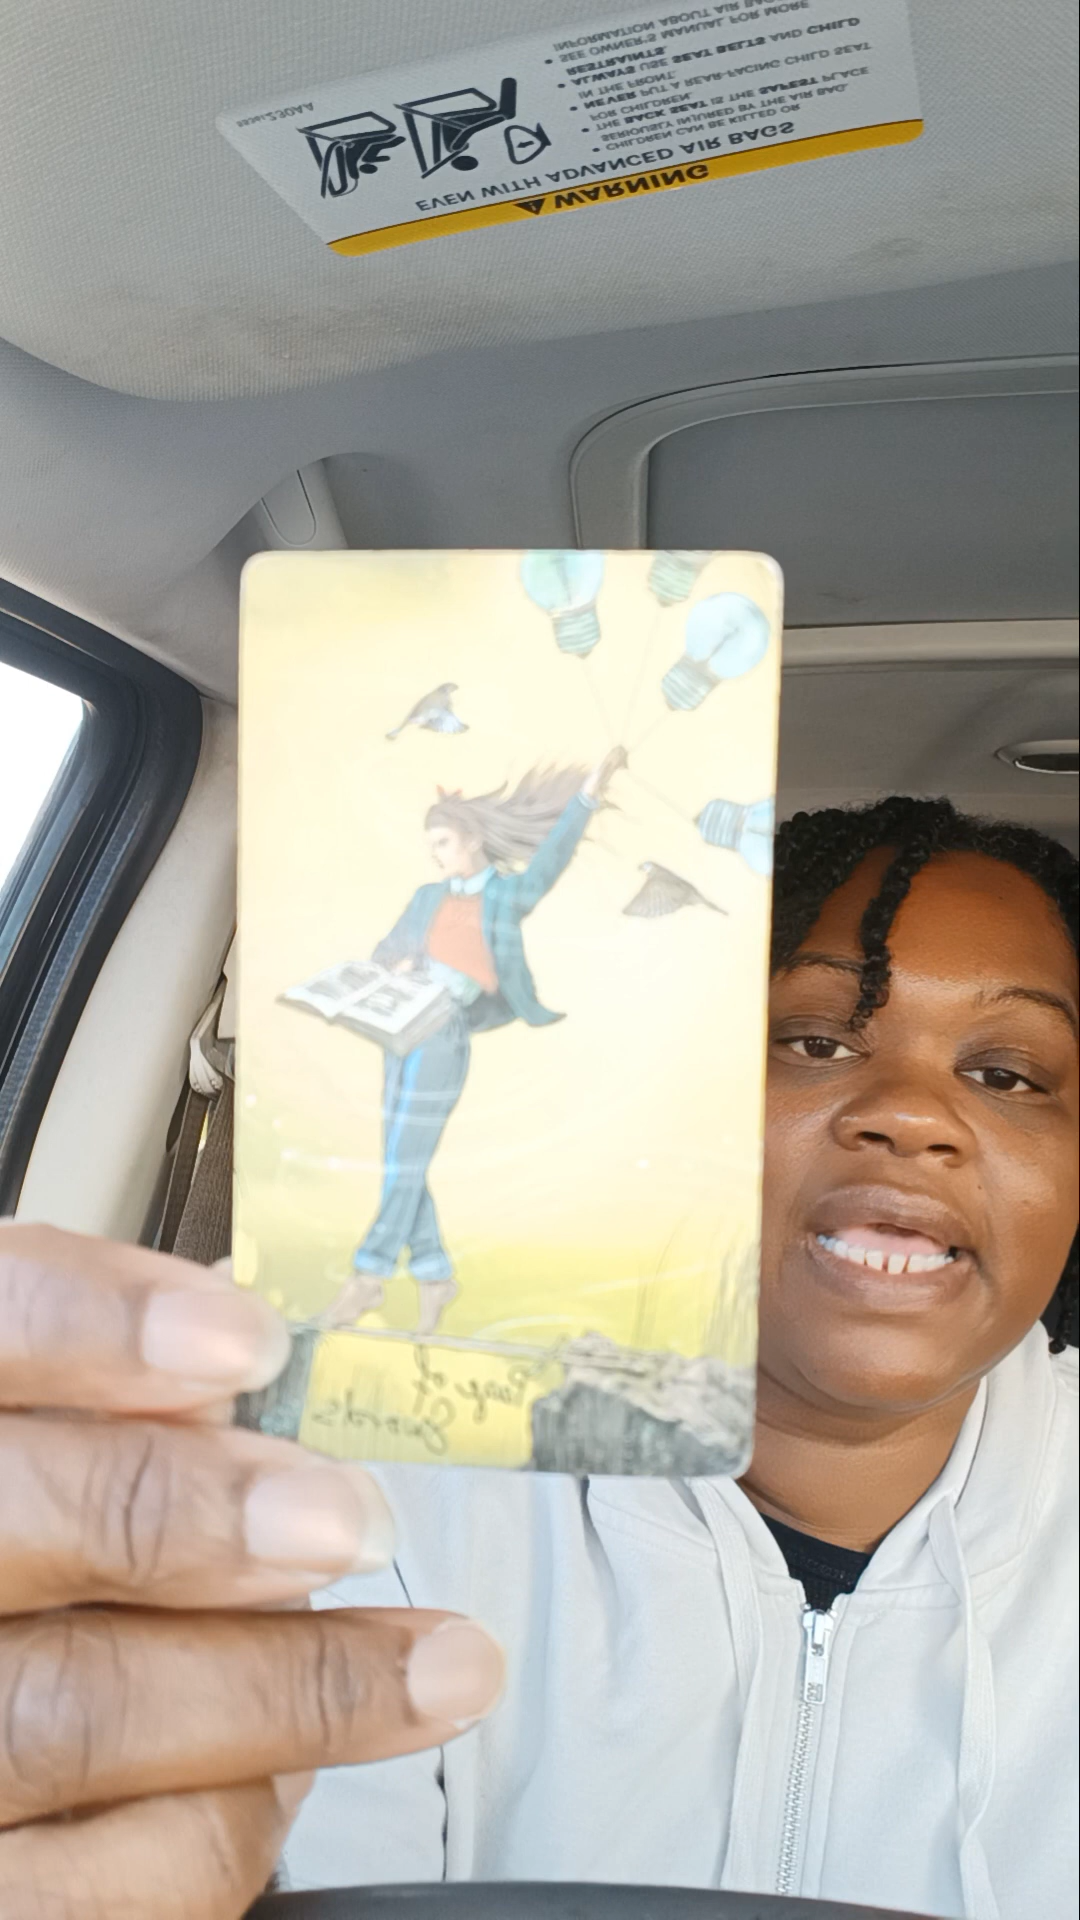 WARNING
EVEN WITH ADVANCED AIR BAGS
• CHILDREN CAN BE KILLED OR
SERIOUSLY INJURED BY THE AIR BAG.
• THE BACK SEAT IS THE SAFEST PLACE
FOR CHILDREN.
• NEVER PUT A REAR-FACING CHILD SEAT
IN THE FRONT.
• ALWAYS USE SEAT BELTS AND CHILD
RESTRAINTS.
• SEE OWNER'S MANUAL FOR MORE
INFORMATION ABOUT AIR BAGS
Page of
Swords